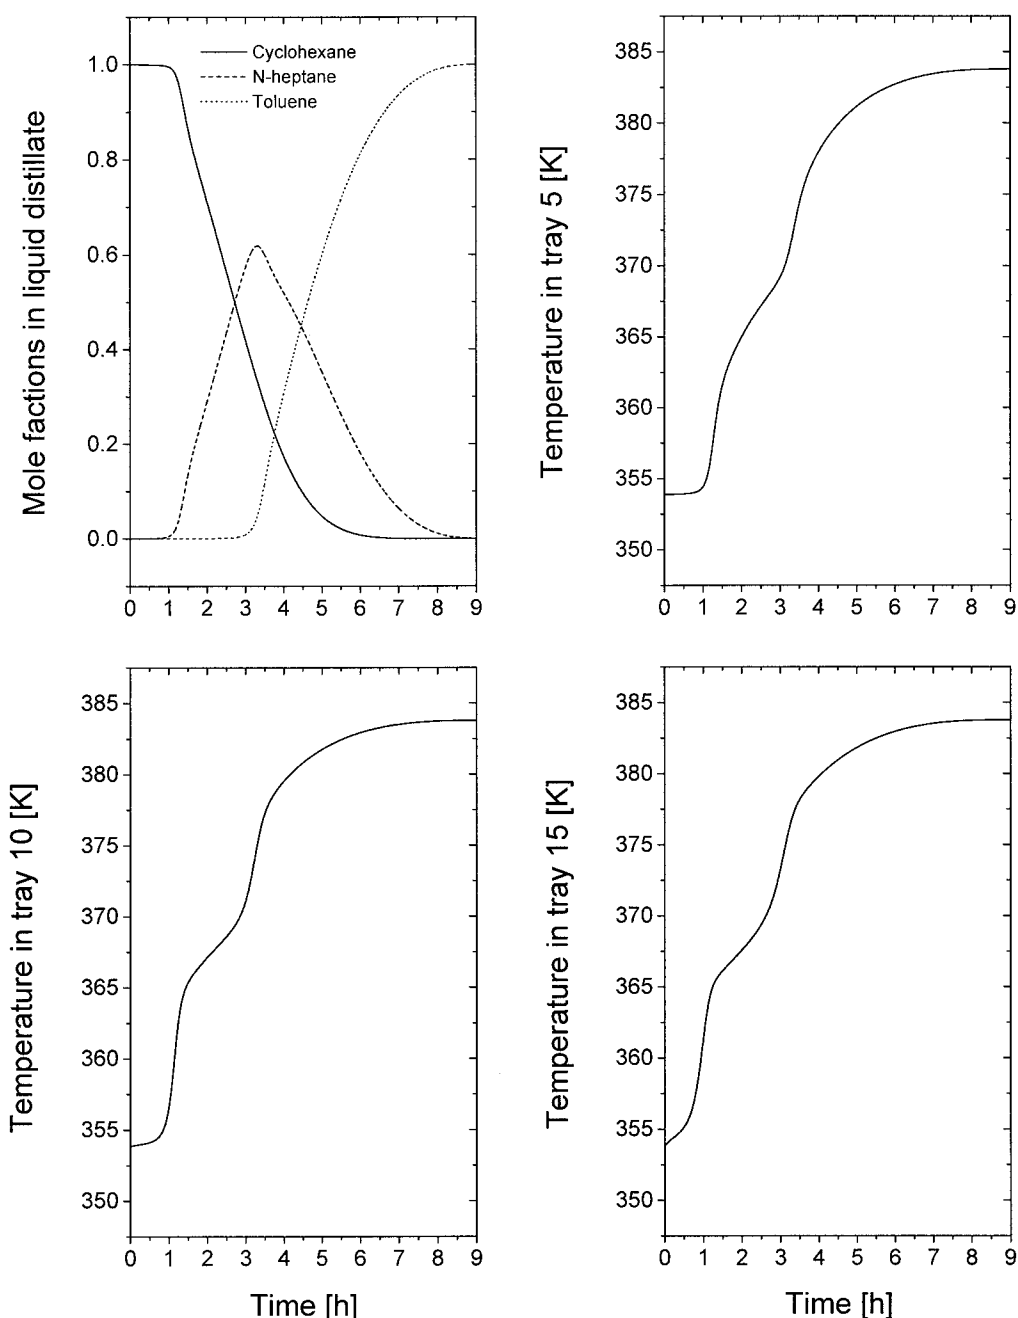 Mole factions in liquid distillate
Cyclohexane
N-heptane
Toluene
1.0
0.8
0.6
0.4
0.2
0.0
0 1 2 3 4 5 6 7 8 9
Temperature in tray 5 [K]
385
380
375
370
365
360
355
350
0 1 2 3 4 5 6 7 8 9
Temperature in tray 10 [K]
385
380
375
370
365
360
355
350
0 1 2 3 4 5 6 7 8 9
Time [h]
Temperature in tray 15 [K]
385
380
375
370
365
360
355
350
0 1 2 3 4 5 6 7 8 9
Time [h]